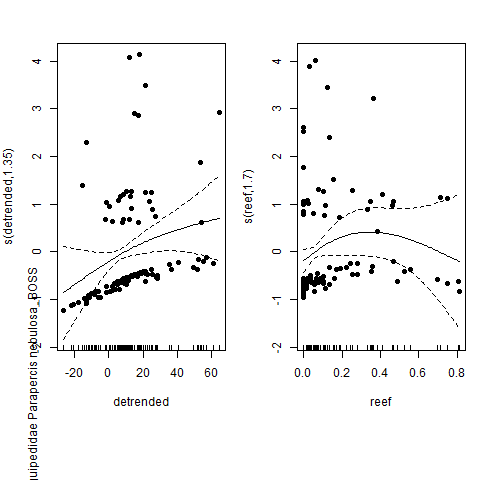 s(detrended,1.35)
quipedidae Parapercis nebulosa_BOSS
4
3
2
1
0
-1
-2
-20 0 20 40 60
detrended
s(reef,1.7)
4
3
2
1
0
-1
-2
0.0 0.2 0.4 0.6 0.8
reef